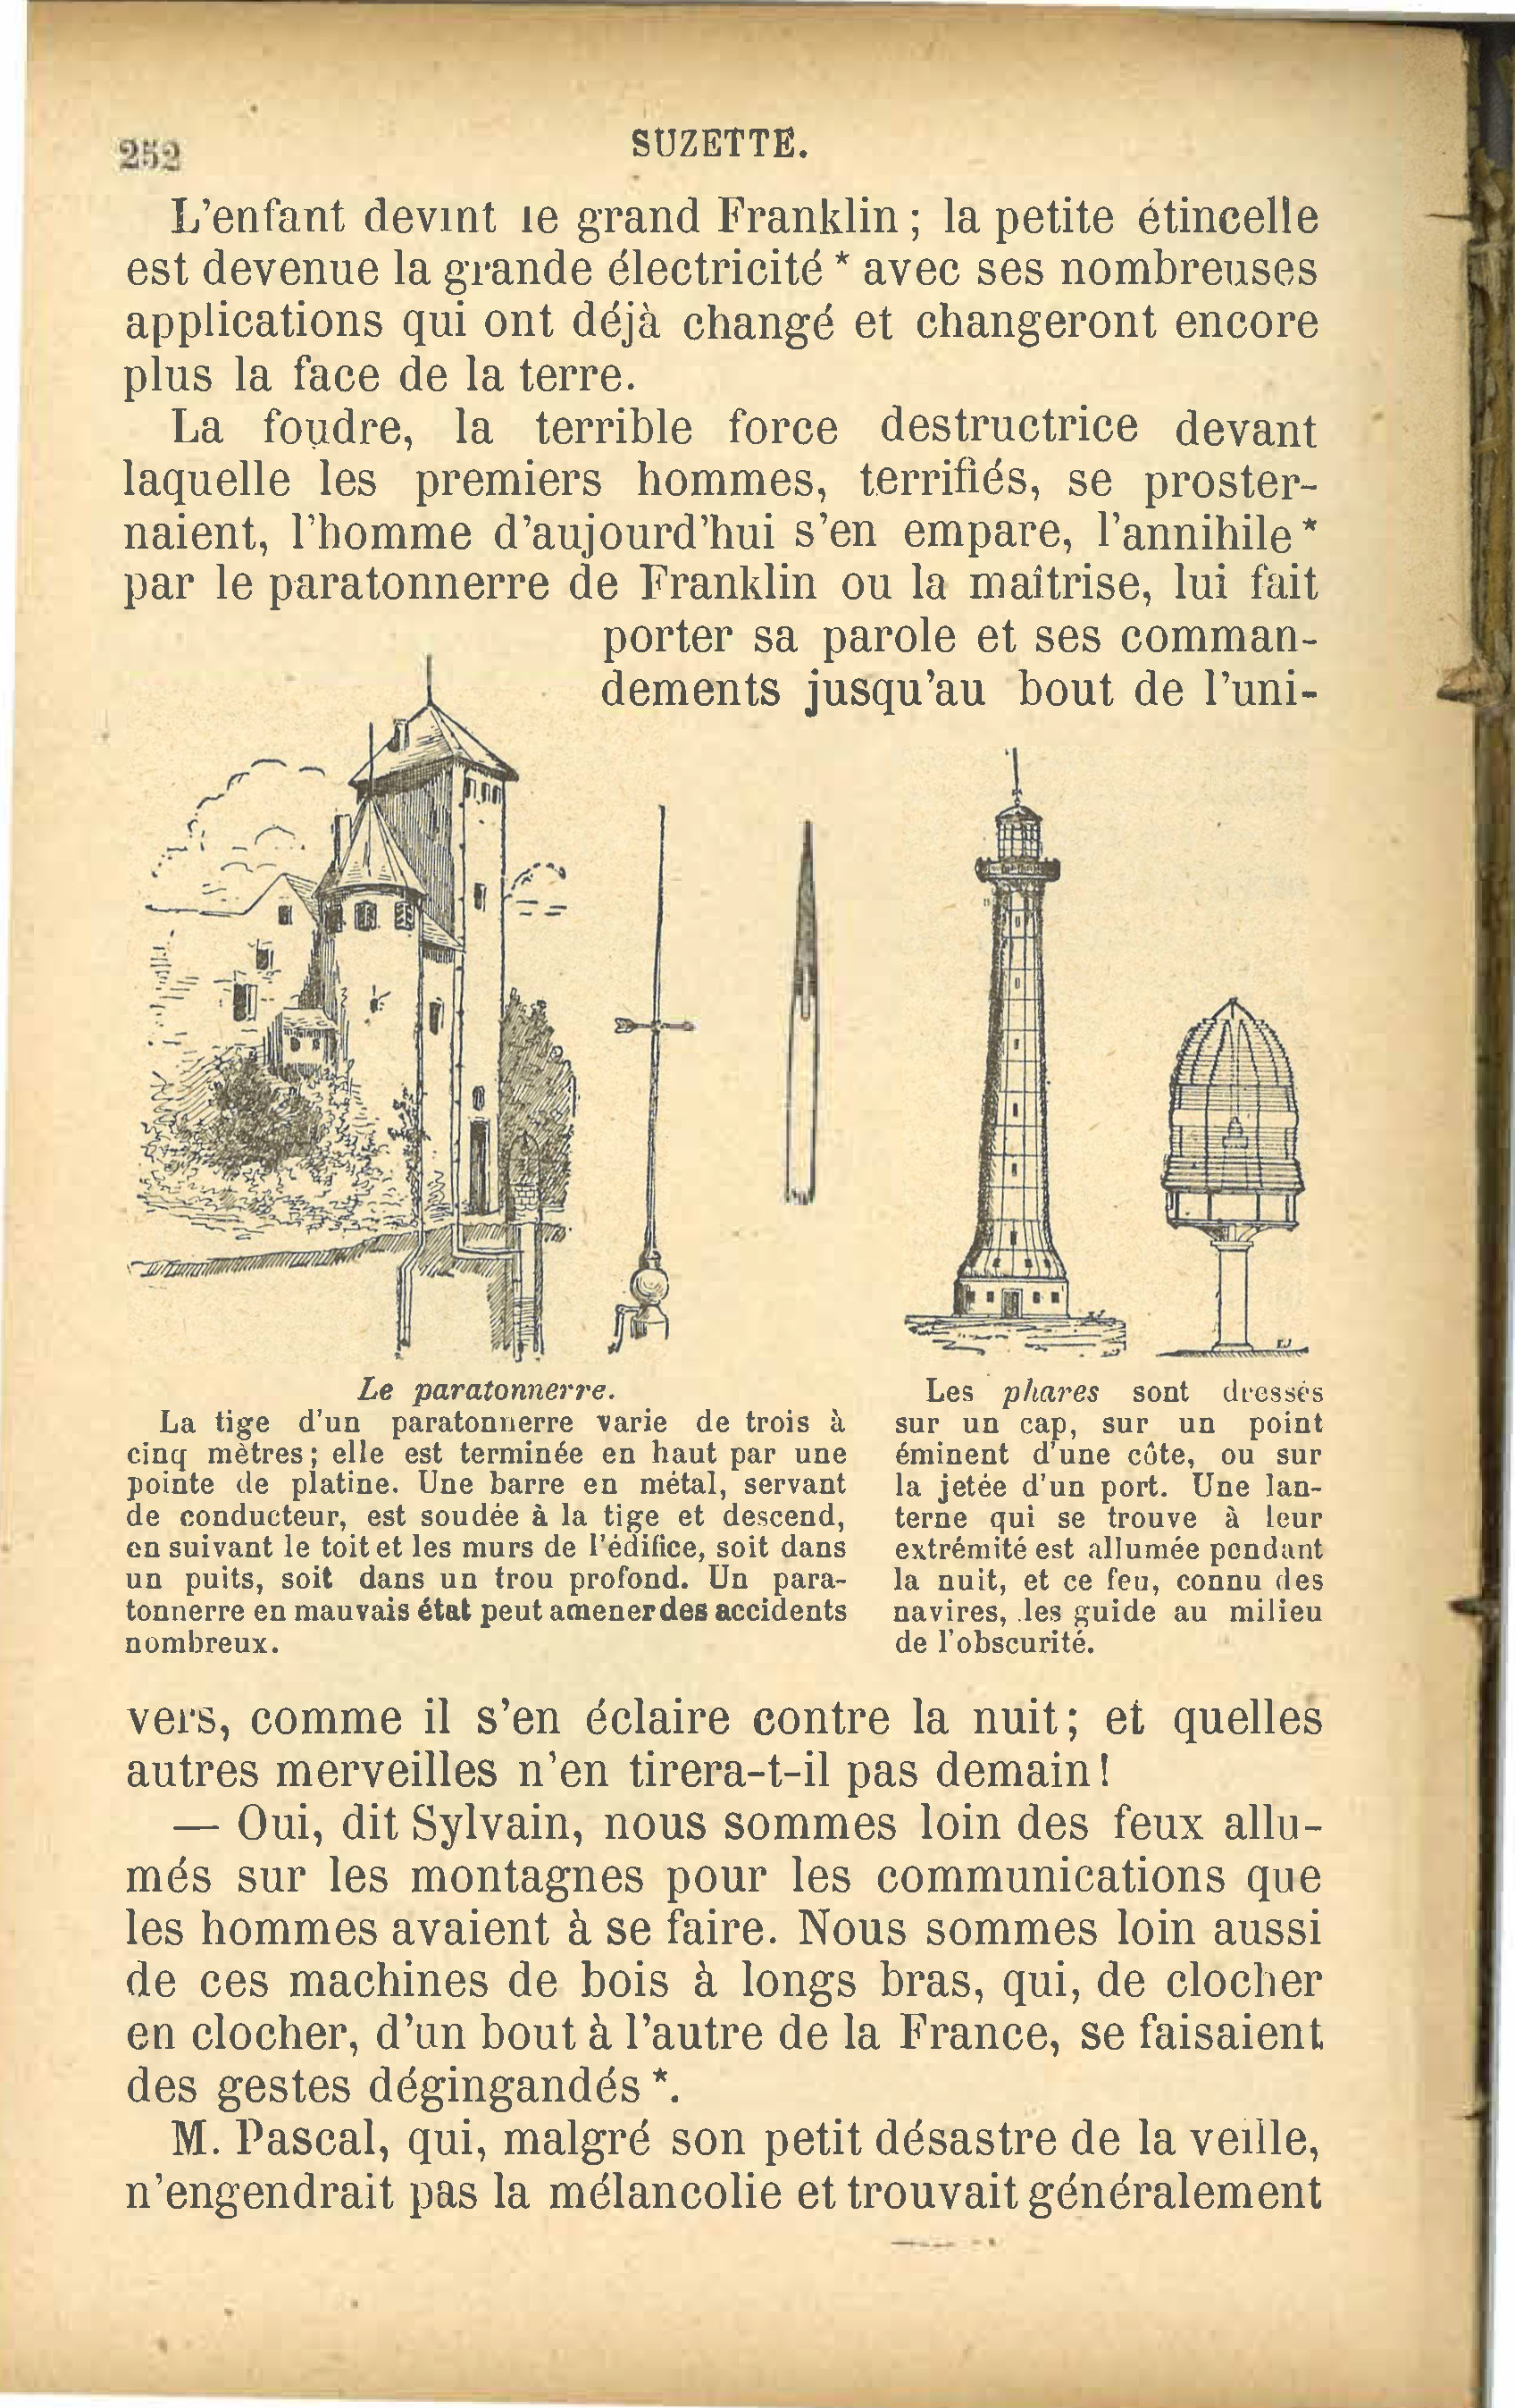 252
SUZETTE.
L'enfant devint le grand Franklin ; la petite étincelle
est devenue la grande électricité * avec ses nombreuses
applications qui ont déjà changé et changeront encore
plus la face de la terre.
La foudre, la terrible force destructrice devant
laquelle les premiers hommes, terrifiés, se proster-
naient, l'homme d'aujourd'hui s'en empare, l'annihile *
par le paratonnerre de Franklin ou la maîtrise, lui fait
porter sa parole et ses comman-
dements jusqu'au bout de l'uni-
Le paratonnerre.
La tige d'un paratonnerre varie de trois à
cinq mètres ; elle est terminée en haut par une
pointe de platine. Une barre en métal, servant
de conducteur, est soudée à la tige et descend,
en suivant le toit et les murs de l'édifice, soit dans
un puits, soit dans un trou profond. Un para-
tonnerre en mauvais état peut amener des accidents
nombreux.
Les phares sont dressés
sur un cap, sur un point
éminent d'une côte, ou sur
la jetée d'un port. Une lan-
terne qui se trouve à leur
extrémité est allumée pendant
la nuit, et ce feu, connu des
navires, les guide au milieu
de l'obscurité.
vers, comme il s'en éclaire contre la nuit ; et quelles
autres merveilles n'en tirera-t-il pas demain !
— Oui, dit Sylvain, nous sommes loin des feux allu-
més sur les montagnes pour les communications que
les hommes avaient à se faire. Nous sommes loin aussi
de ces machines de bois à longs bras, qui, de clocher
en clocher, d'un bout à l'autre de la France, se faisaient
des gestes dégingandés *.
M. Pascal, qui, malgré son petit désastre de la veille,
n'engendrait pas la mélancolie et trouvait généralement